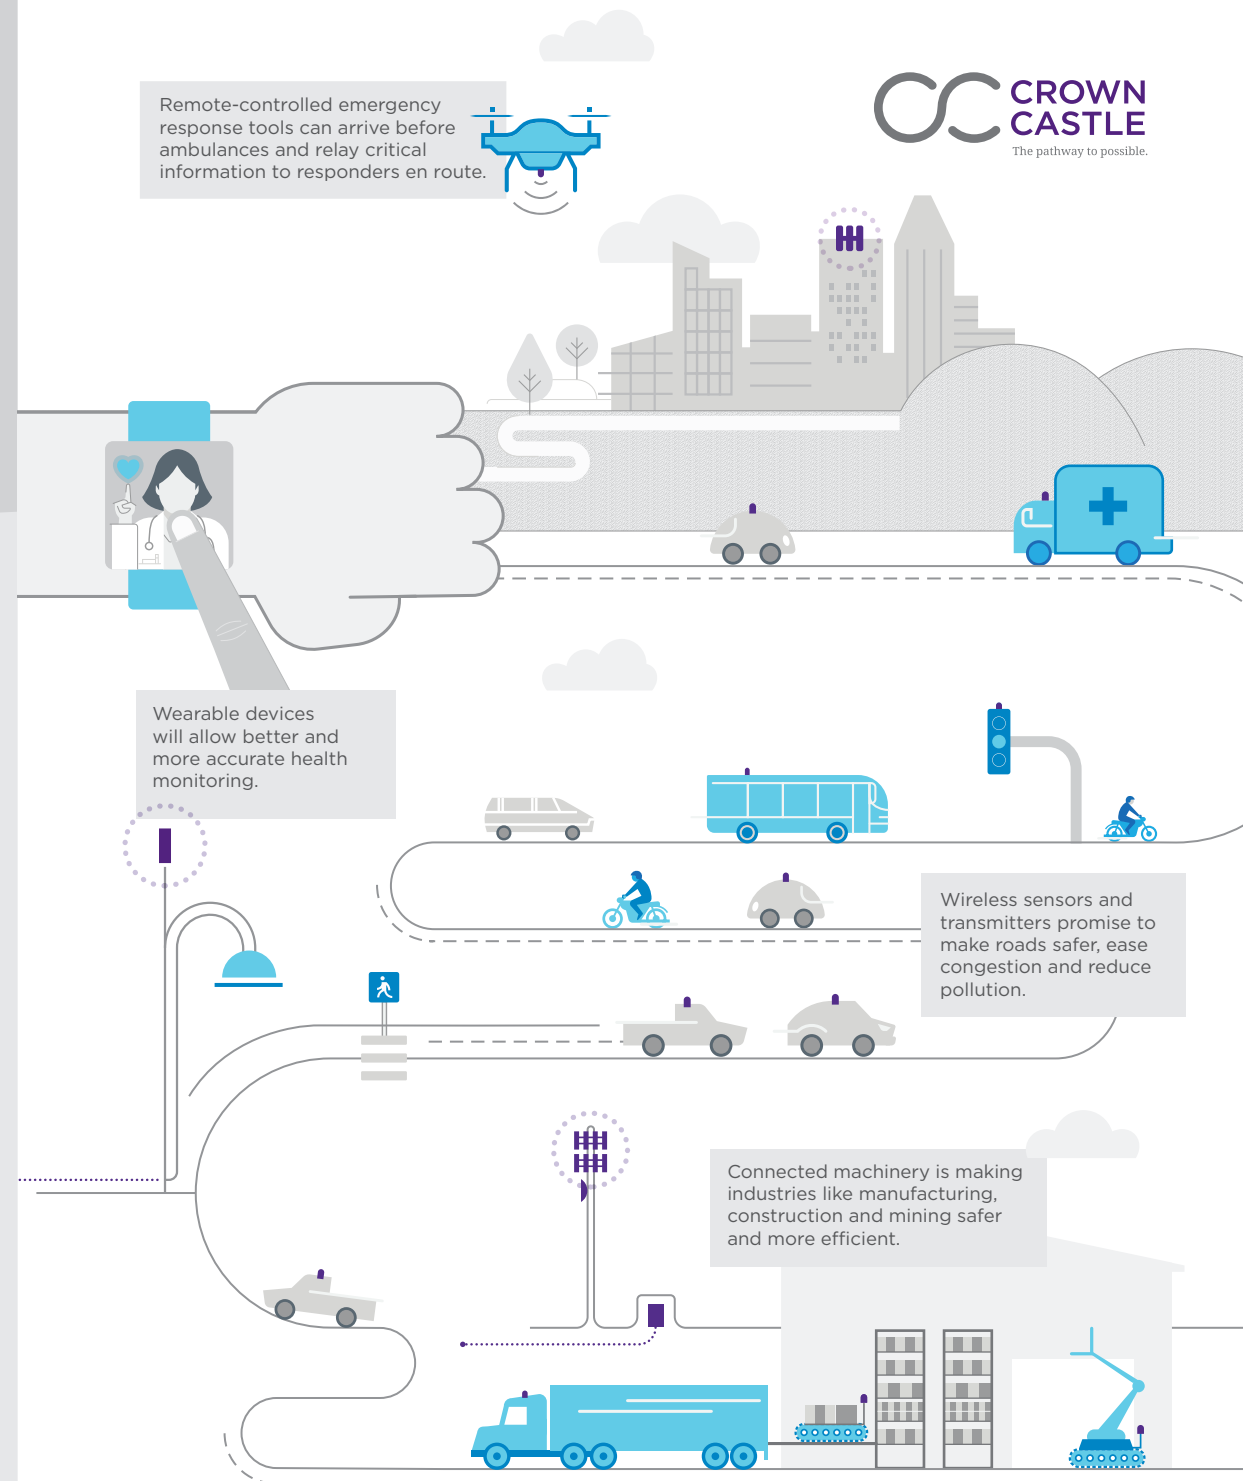 Remote-controlled emergency
response tools can arrive before
ambulances and relay critical
information to responders en route.
CROWN
CASTLE
The pathway to possible.
Wearable devices
will allow better and
more accurate health
monitoring.
Wireless sensors and
transmitters promise to
make roads safer, ease
congestion and reduce
pollution.
Connected machinery is making
industries like manufacturing,
construction and mining safer
and more efficient.